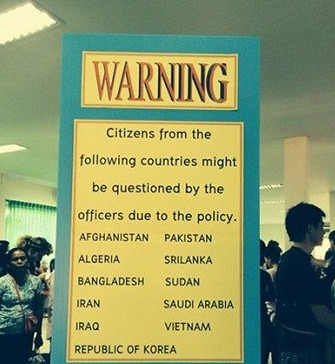 WARNING
Citizens from the
following countries might
be questioned by the
officers due to the policy.
AFGHANISTAN PAKISTAN
ALGERIA SRILANKA
BANGLADESH SUDAN
IRAN SAUDI ARABIA
IRAQ VIETNAM
REPUBLIC OF KOREA